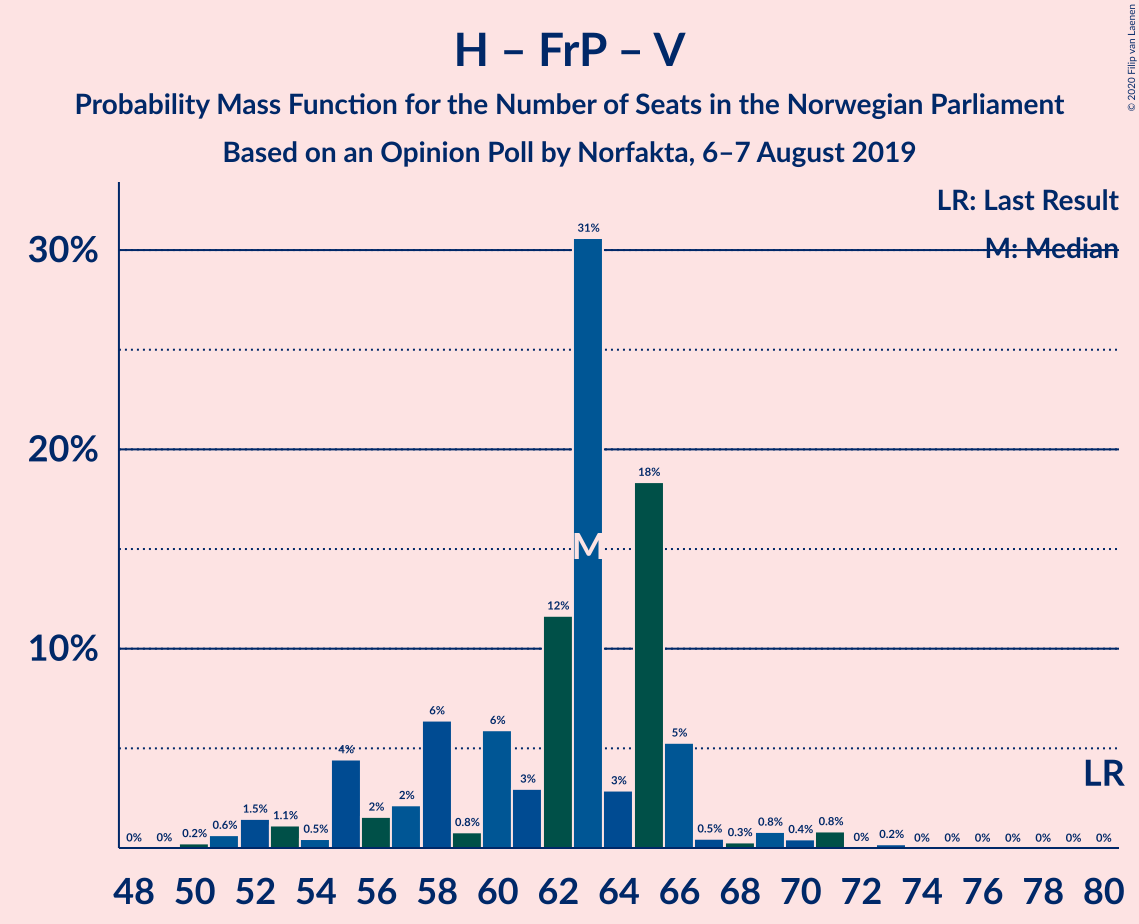 © 2020 Filip van Laenen
H – FrP – V
Probability Mass Function for the Number of Seats in the Norwegian Parliament
Based on an Opinion Poll by Norfakta, 6–7 August 2019
LR: Last Result
M: Median
30%
20%
10%
0% 0% 0.2% 0.6% 1.5% 1.1% 0.5% 4% 2% 2% 6% 0.8% 6% 3% 12% 31% 3% 18% 5% 0.5% 0.3% 0.8% 0.4% 0.8% 0% 0.2% 0% 0% 0% 0% 0% 0% 0%
M
LR
48 50 52 54 56 58 60 62 64 66 68 70 72 74 76 78 80